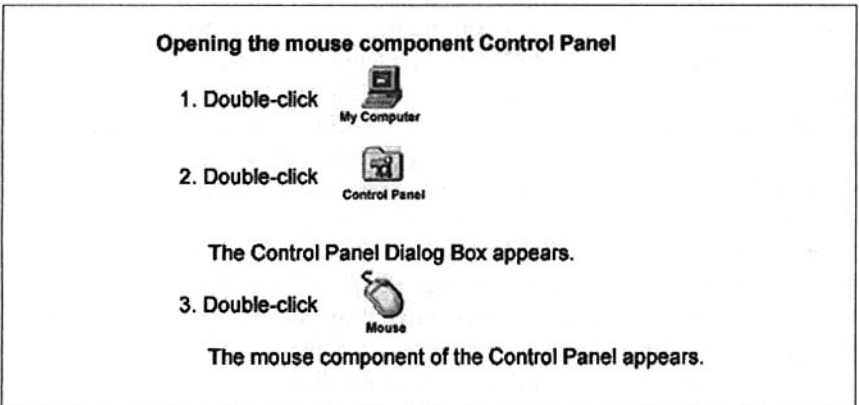 Opening the mouse component Control Panel
1. Double-click
My Computer
2. Double-click
Control Panel
The Control Panel Dialog Box appears.
3. Double-click
Mouse
The mouse component of the Control Panel appears.